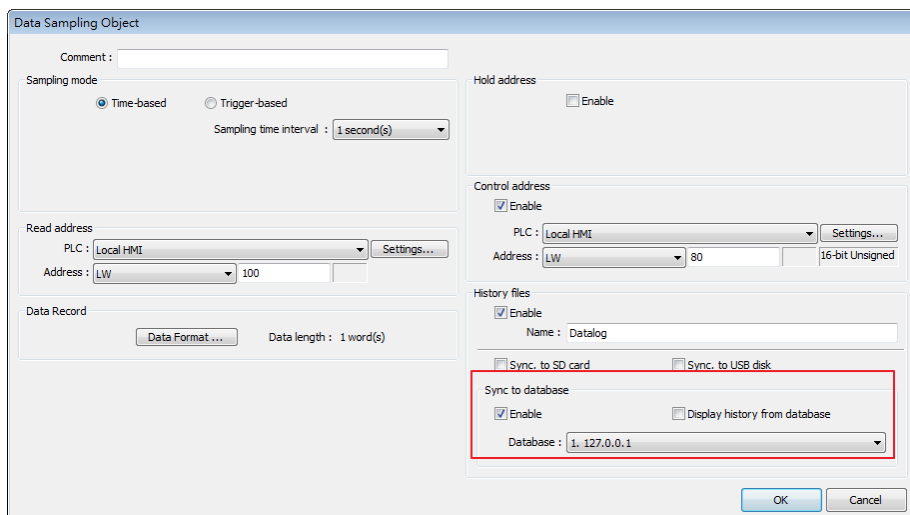 Data Sampling Object
Comment :
Sampling mode
Time-based Trigger-based
Sampling time interval : 1 second(s)
Read address
PLC : Local HMI Settings...
Address : LW 100
Data Record
Data Format ... Data length : 1 word(s)
Hold address
Enable
Control address
Enable
PLC : Local HMI Settings...
Address : LW 80 16-bit Unsigned
History files
Enable
Name : Datalog
Sync. to SD card Sync. to USB disk
Sync to database
Enable Display history from database
Database : 1. 127.0.0.1
OK Cancel